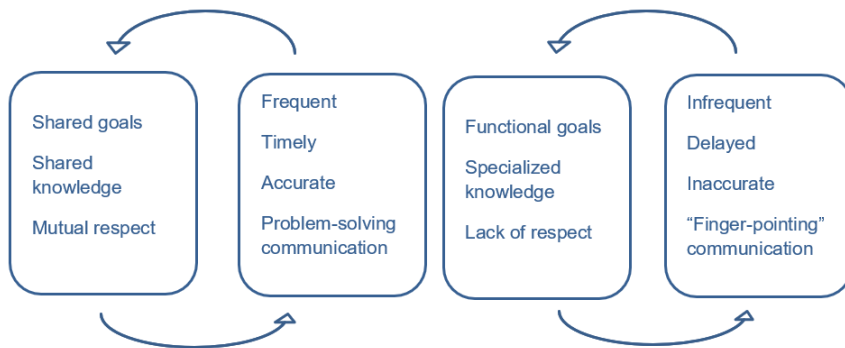 Shared goals
Shared
knowledge
Mutual respect
Frequent
Timely
Accurate
Problem-solving
communication
Functional goals
Specialized
knowledge
Lack of respect
Infrequent
Delayed
Inaccurate
“Finger-pointing”
communication